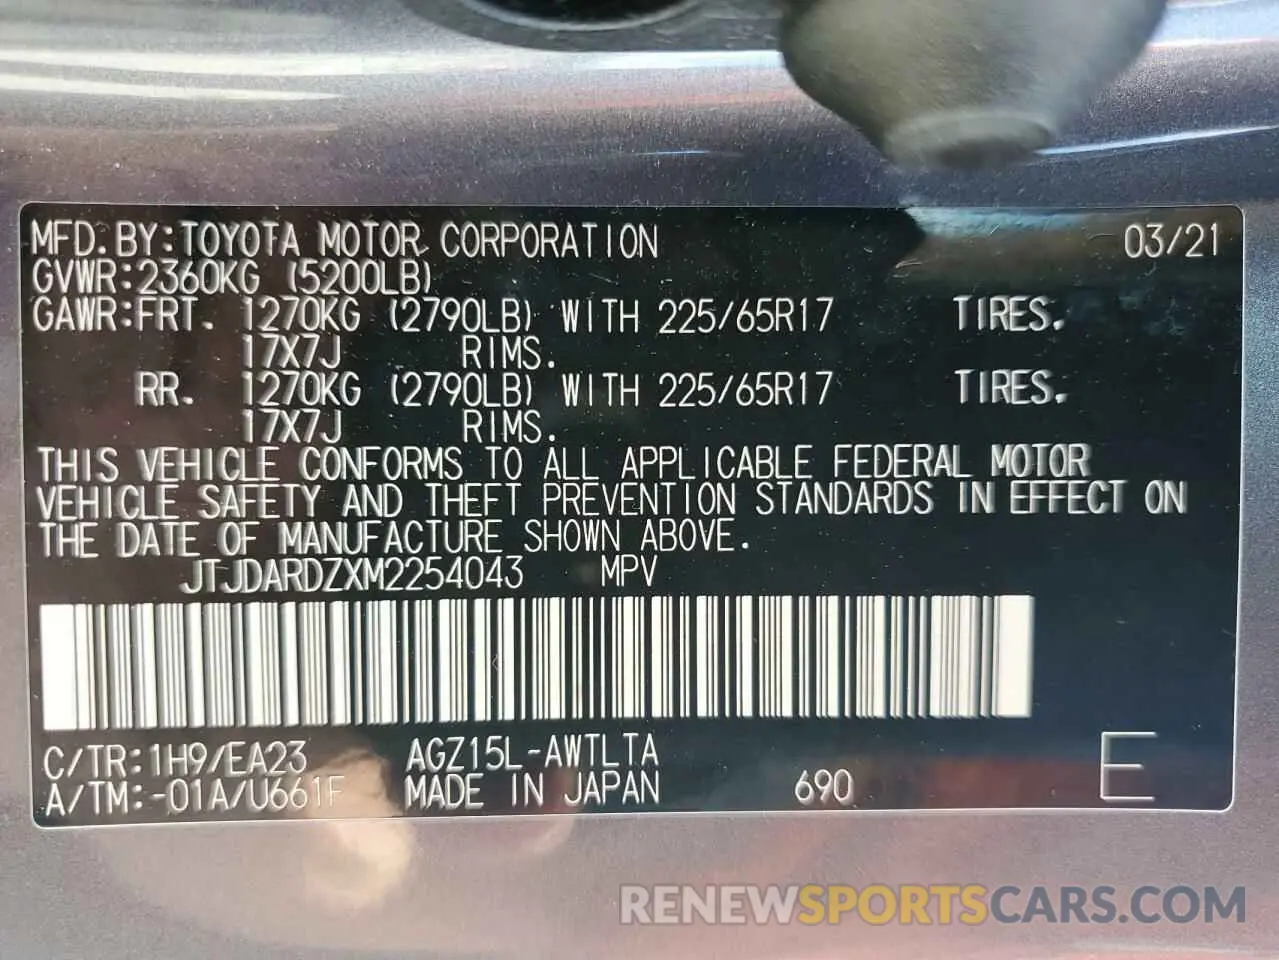 MFD. BY:TOYOTA MOTOR CORPORATION 03/21
GVWR:2360KG (5200LB)
GAWR:FRT. 1270KG (2790LB) WITH 225/65R17 TIRES.
17X7J RIMS.
RR. 1270KG (2790LB) WITH 225/65R17 TIRES.
17X7J RIMS.
THIS VEHICLE CONFORMS TO ALL APPLICABLE FEDERAL MOTOR
VEHICLE SAFETY AND THEFT PREVENTION STANDARDS IN EFFECT ON
THE DATE OF MANUFACTURE SHOWN ABOVE.
JTJDARDZXM2254043 MPV
C/TR:1H9/EA23 AGZ15L-AWTLTA
A/TM:-01A/U661F MADE IN JAPAN 690 E
RENEWSPORTSCARS.COM